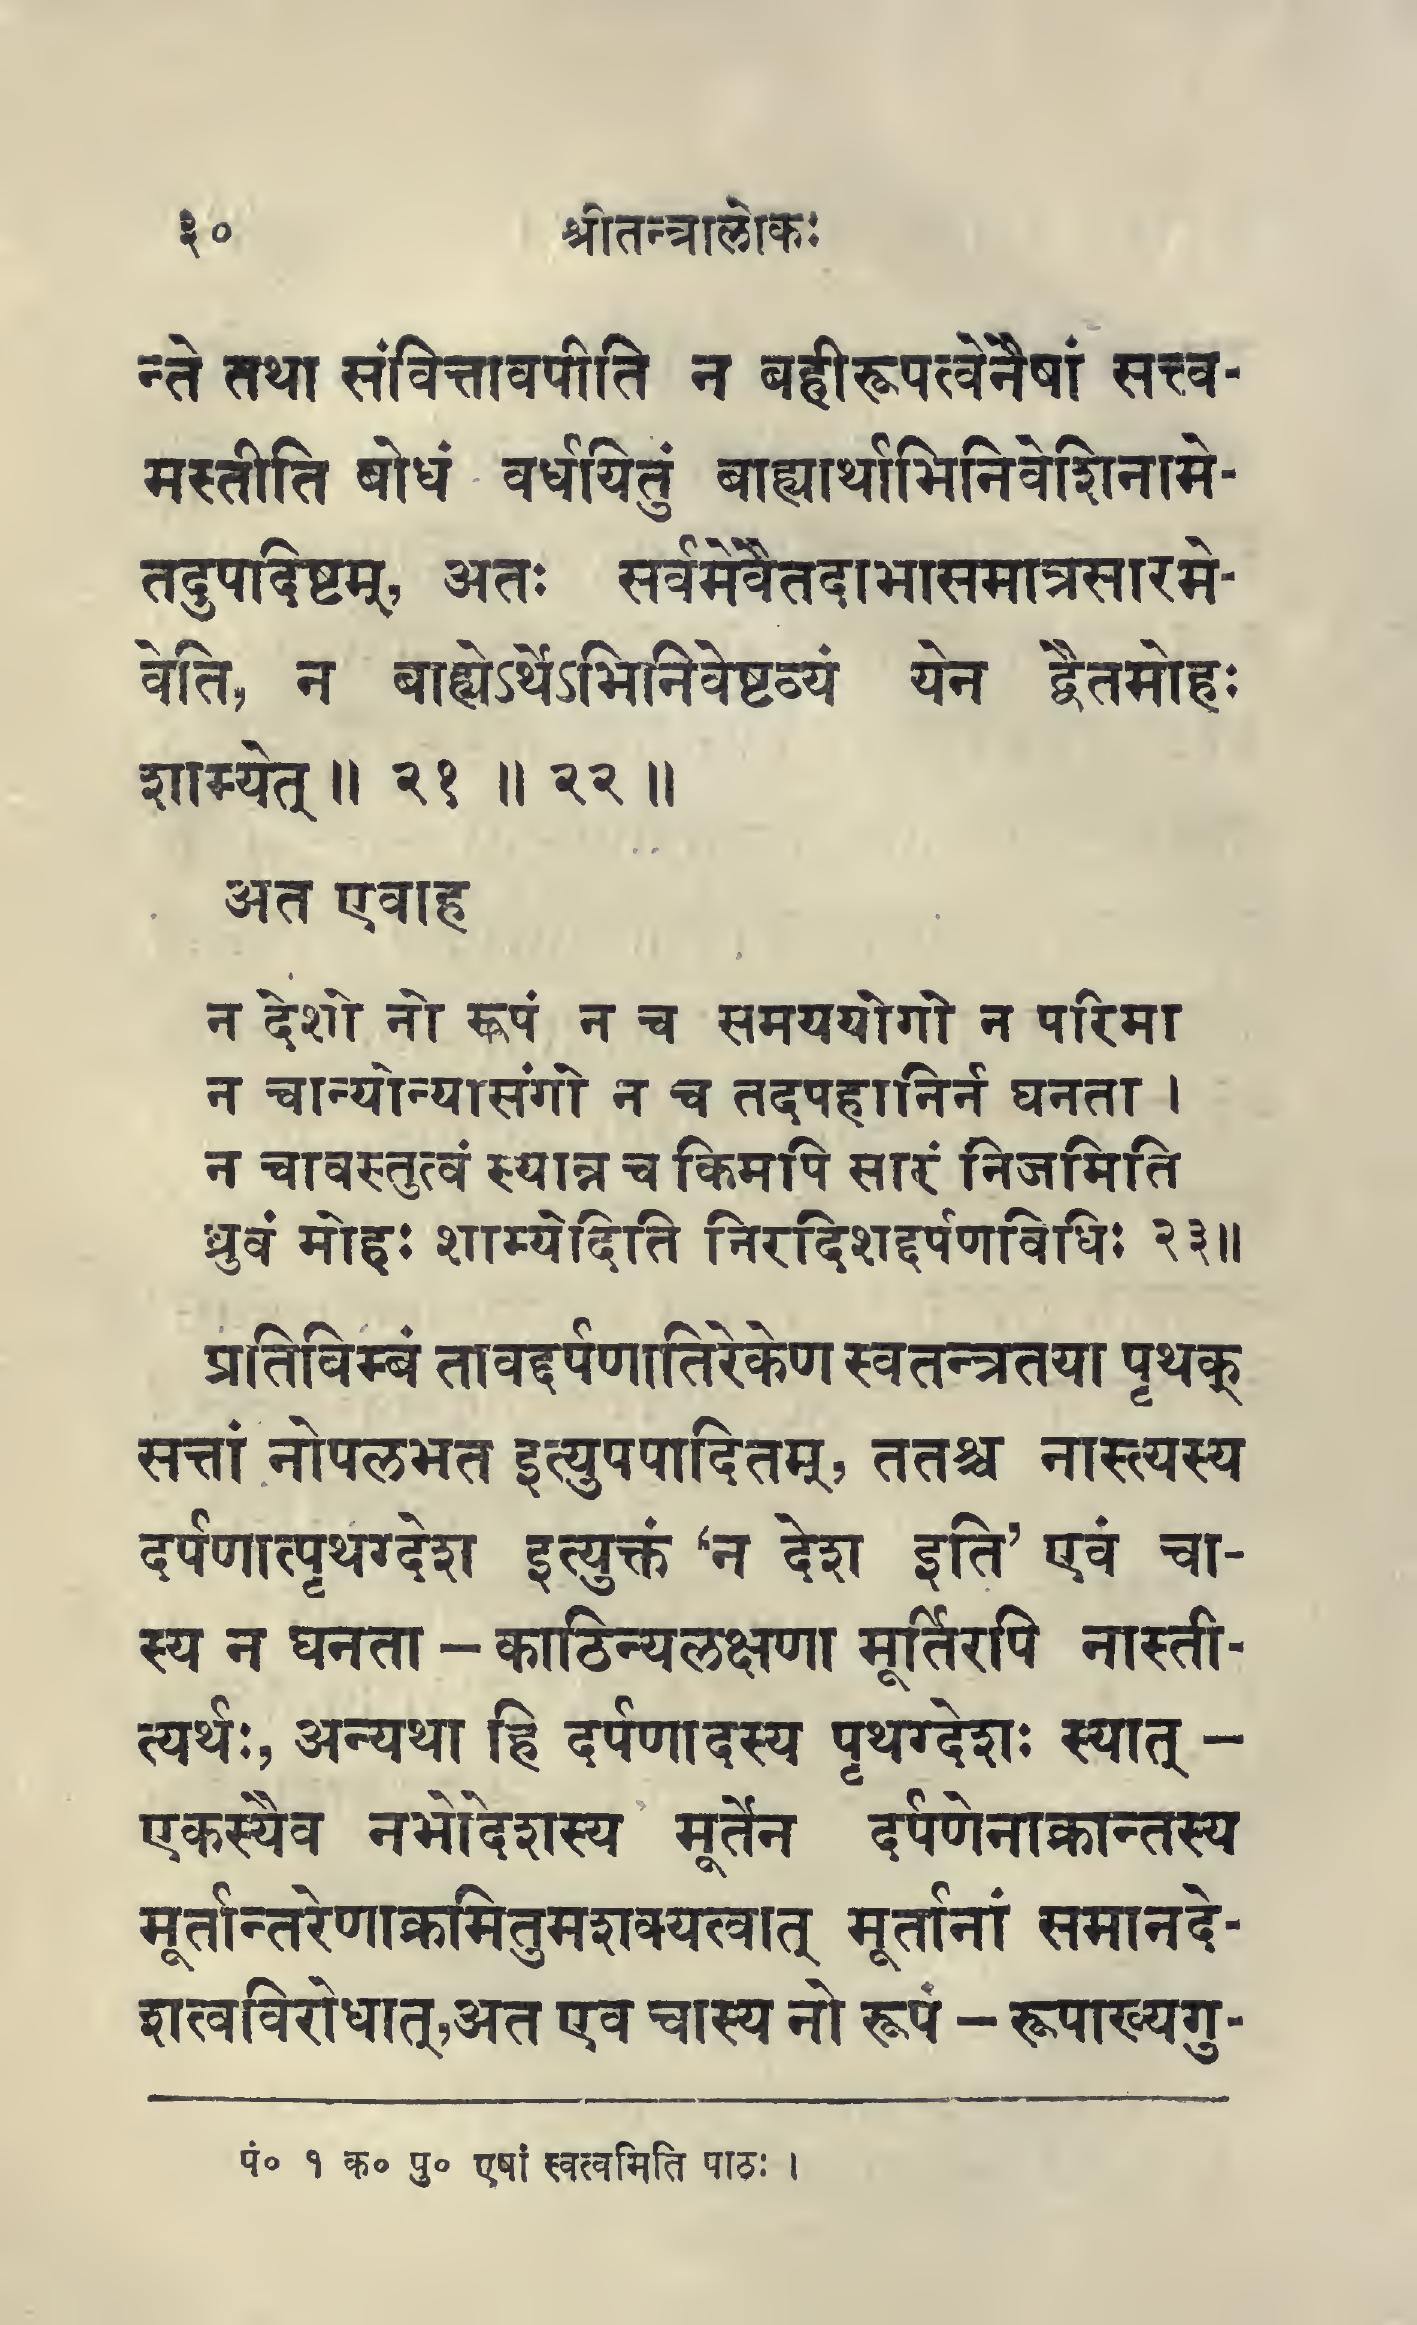 ३० श्रीतन्त्रालोकः
न्ते तथा संवित्तावपीति न बहीरूपत्वेनैषां सत्त्व-
मस्तीति बोधं वर्धयितुं बाह्यार्थाभिनिवेशिनामे-
तदुपादिष्टम्, अतः सर्वमेवैतदाभासमात्रसारमे-
वेति, न बाह्येऽर्थेऽभिनिवेष्टव्यं येन द्वैतमोहः
शाम्येत् ॥ २१ ॥ २२ ॥
अत एवाह
न देशो नो रूपं न च समययोगो न परिमा
न चान्योन्यासंगो न च तदपहानिर्न घनता ।
न चावस्तुत्वं स्यान्न च किमपि सारं निजमिति
ध्रुवं मोहः शाम्येदिति निरदिशद्दर्पणविधिः २३॥
प्रतिविम्बं तावद्दर्पणातिरेकेण स्वतन्त्रतया पृथक्
सत्तां नोपलभत इत्युपपादितम्, ततश्च नास्त्यस्य
दर्पणात्पृथग्देश इत्युक्तं ‘न देश इति’ एवं चा-
स्य न घनता – काठिन्यलक्षणा मूर्तिरपि नास्ती-
त्यर्थः, अन्यथा हि दर्पणादस्य पृथग्देशः स्यात् –
एकस्यैव नभोदेशस्य मूर्तेन दर्पणेनाक्रान्तस्य
मूर्तान्तरेणाक्रमितुमशक्यत्वात् मूर्तानां समानदे-
शत्वविरोधात्,अत एव चास्य नो रूपं – रूपाख्यगु-
पं० १ क० पु० एषां स्वत्वमिति पाठः ।